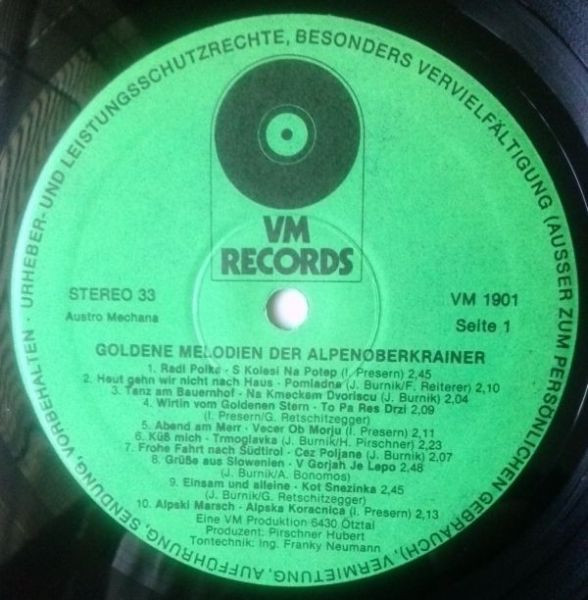 URHEBER- UND LEISTUNGSSCHUTZRECHTE, BESONDERS VERVIELFÄLTIGUNG (AUSSER ZUM PERSÖNLICHEN GEBRAUCH), VERMIETUNG, AUFFÜHRUNG, SENDUNG, VORBEHALTEN ·
VM
RECORDS
STEREO 33
VM 1901
Austro Mechana
Seite 1
GOLDENE MELODIEN DER ALPENOBERKRAINER
1. Radi Polka - S Kolesi Na Potep (I. Presern) 2,45
2. Heut gehn wir nicht nach Haus - Pomladna (J. Burnik/F. Reiterer) 2,10
3. Tanz am Bauernhof - Na Kmeckem Dvoriscu (J. Burnik) 2,04
4. Wirtin vom Goldenen Stern - To Pa Res Drzi 2,09
(I. Presern/G. Retschitzegger)
5. Abend am Merr - Vecer Ob Morju (I. Presern) 2,11
6. Küß mich - Trmoglavka (J. Burnik/H. Pirschner) 2,23
7. Frohe Fahrt nach Südtirol - Cez Poljane (J. Burnik) 2,07
8. Grüße aus Slowenien - V Gorjah Je Lepo 2,48
(J. Burnik/A. Bonomos)
9. Einsam und alleine - Kot Snezinka 2,45
(J. Burnik/G. Retschitzegger)
10. Alpski Marsch - Alpska Koracnica (I. Presern) 2,13
Eine VM Produktion 6430 Ötztal
Produzent: Pirschner Hubert
Tontechnik: Ing. Franky Neumann